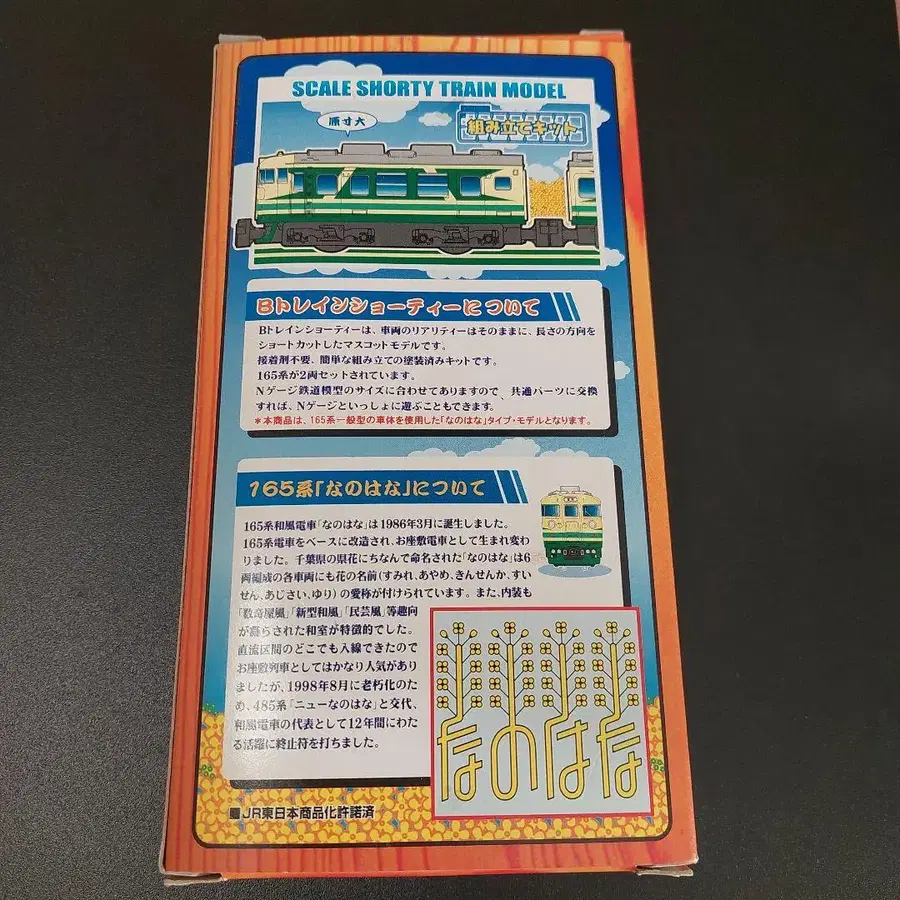 SCALE SHORTY TRAIN MODEL
原寸大
組み立てキット
Bトレインショーティーについて
Bトレインショーティーは、車両のリアリティーはそのままに、長さの方向を
ショートカットしたマスコットモデルです。
接着剤不要、簡単な組み立ての塗装済みキットです。
165系が2両セットされています。
Nゲージ鉄道模型のサイズに合わせてありますので 共通パーツに交換
すれば、Nゲージといっしょに遊ぶこともできます。
*本商品は、165系一般型の車体を使用した「なのはな」タイプ・モデルとなります。
165系「なのはな」について
165系和風電車「なのはな」は1986年3月に誕生しました。
165系電車をベースに改造され、お座敷電車として生まれ変わ
りました。千葉県の県花にちなんで命名された「なのはな」は6
両編成の各車両にも花の名前(すみれ、あやめ、きんせんか、すい
せん、あじさい、ゆり)の愛称が付けられています。また、内装も
「数寄屋風」「新型和風」「民芸風」等趣向
が凝らされた和室が特徴的でした。
直流区間のどこでも入線できたので
お座敷列車としてはかなり人気があり
ましたが、1998年8月に老朽化のた
め、485系「ニューなのはな」と交代、
和風電車の代表として12年間にわた
る活躍に終止符を打ちました。
なのはな
■JR東日本商品化許諾済